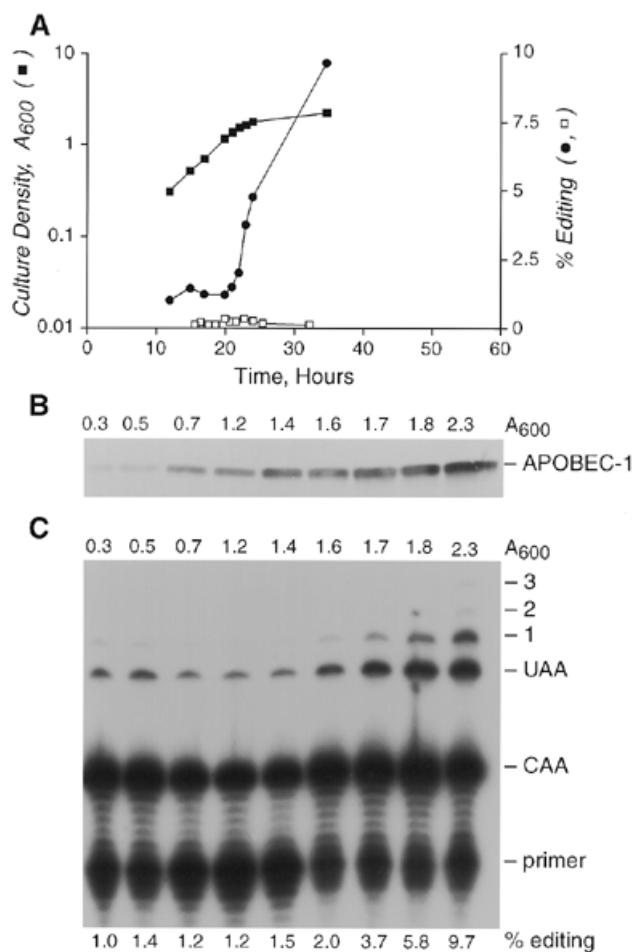 A
Culture Density, A600 (■)
10
1
0.1
0.01
10
7.5
5
2.5
0
% Editing (●,□)
0 10 20 30 40 50 60
Time, Hours
B
0.3 0.5 0.7 1.2 1.4 1.6 1.7 1.8 2.3 A600
APOBEC-1
C
0.3 0.5 0.7 1.2 1.4 1.6 1.7 1.8 2.3 A600
3
2
1
UAA
CAA
primer
1.0 1.4 1.2 1.2 1.5 2.0 3.7 5.8 9.7 % editing